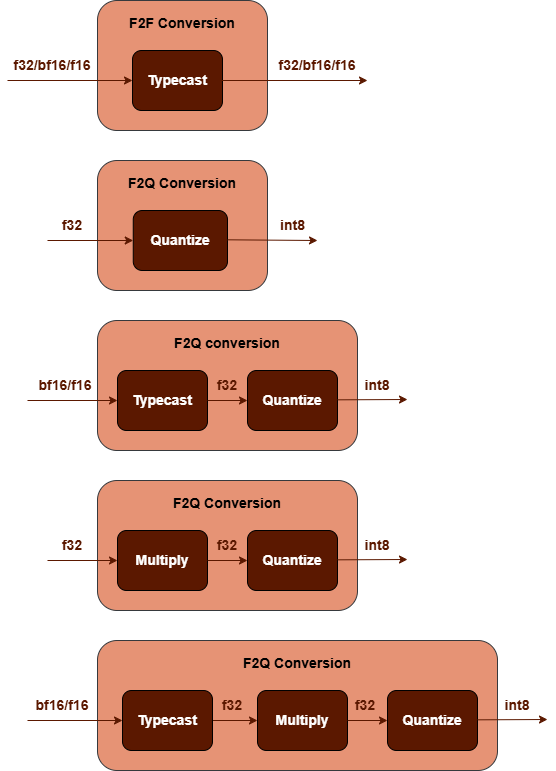 F2F Conversion
f32/bf16/f16
Typecast
f32/bf16/f16
F2Q Conversion
f32
Quantize
int8
F2Q conversion
bf16/f16
Typecast
f32
Quantize
int8
F2Q Conversion
f32
Multiply
f32
Quantize
int8
F2Q Conversion
bf16/f16
Typecast
f32
Multiply
f32
Quantize
int8